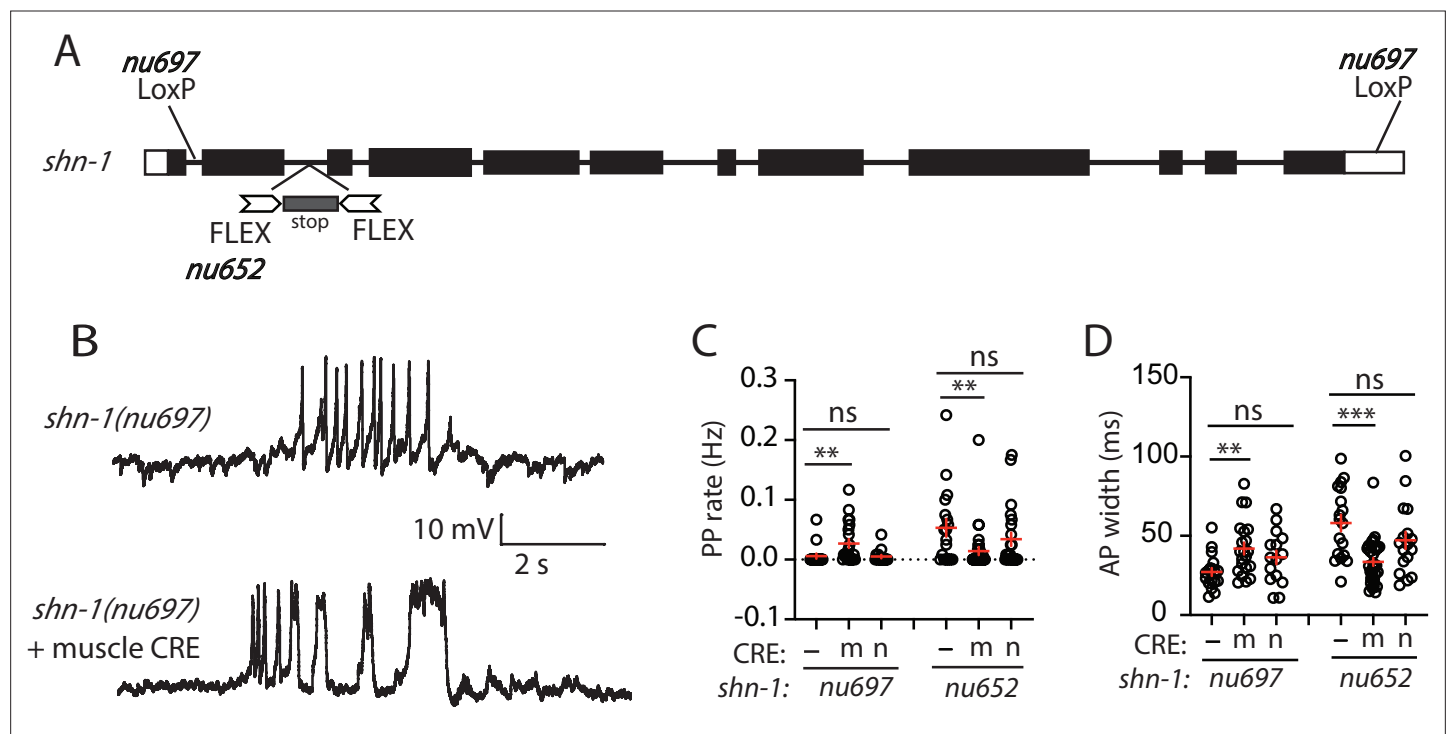 A
nu697
LoxP
nu697
LoxP
shn-1
stop
FLEX
FLEX
nu652
B
shn-1(nu697)
10 mV
2 s
shn-1(nu697)
+ muscle CRE
C
PP rate (Hz)
0.3
0.2
0.1
0.0
-0.1
ns
**
ns
**
CRE: – m n – m n
shn-1: nu697 nu652
D
AP width (ms)
150
100
50
0
ns
**
ns
***
CRE: – m n – m n
shn-1: nu697 nu652